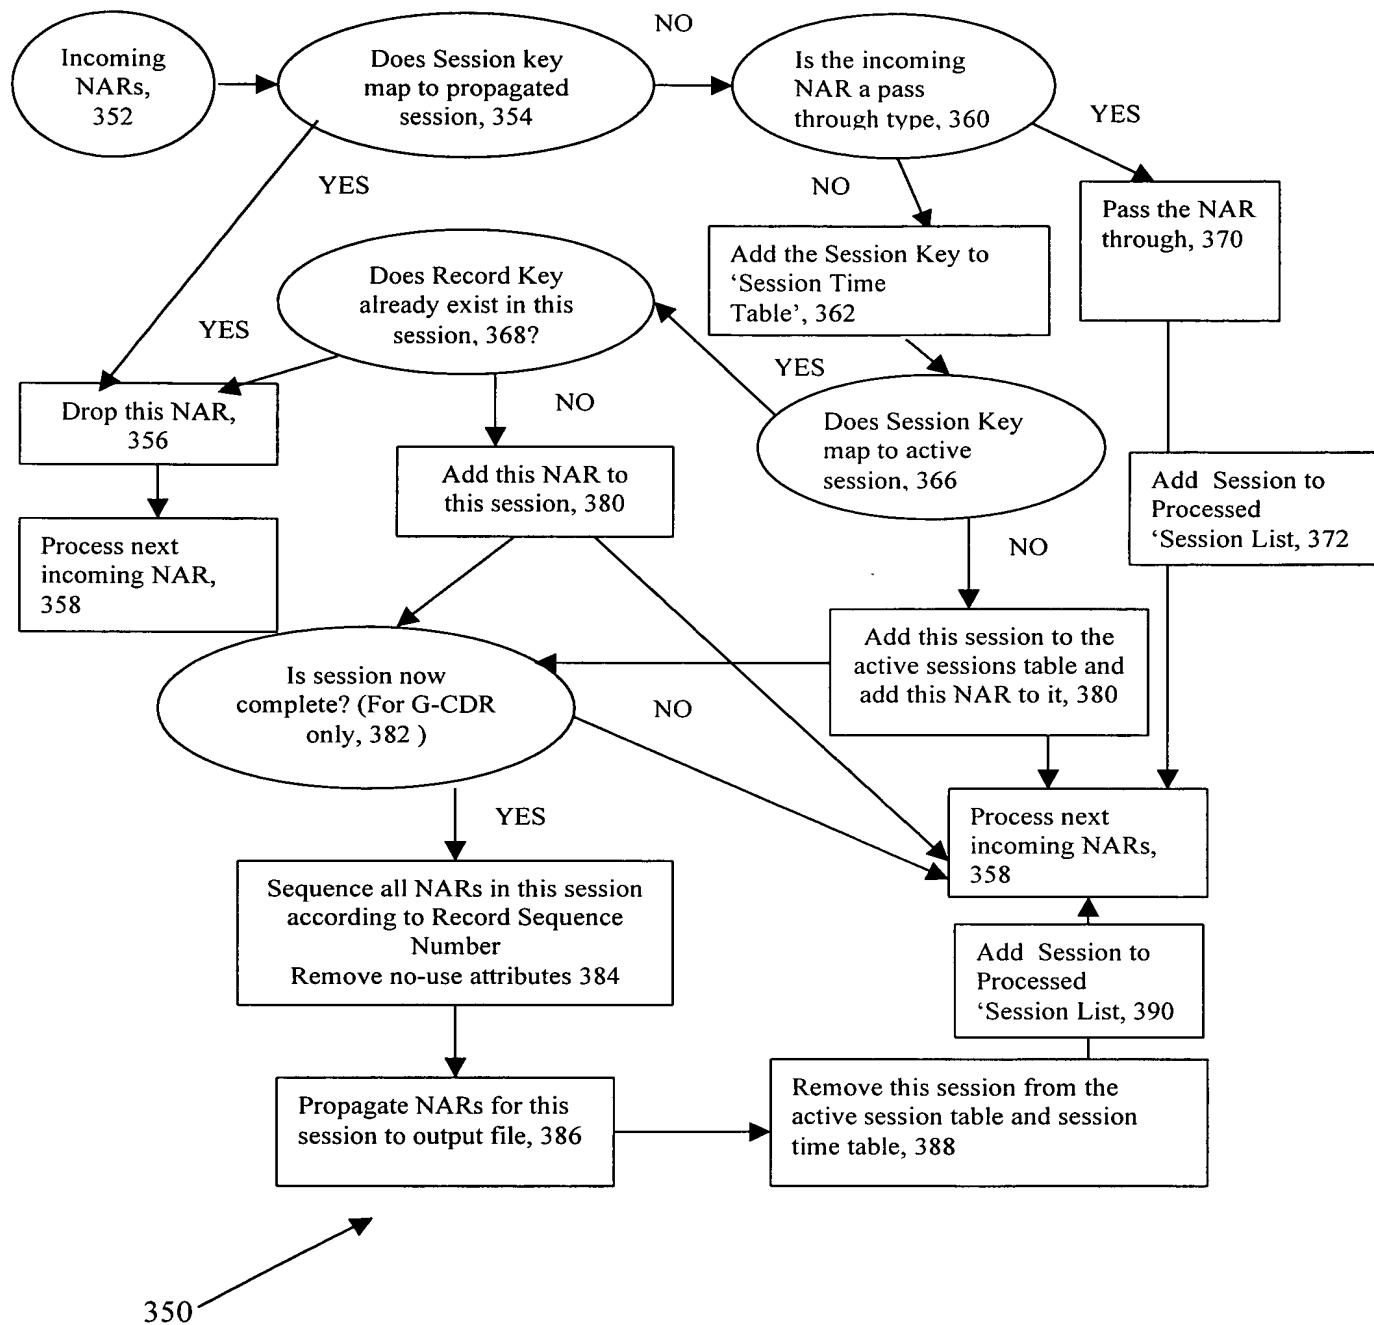 NO
Incoming
NARs,
352
Does Session key
map to propagated
session, 354
Is the incoming
NAR a pass
through type, 360
YES
YES
NO
Pass the NAR
through, 370
Does Record Key
already exist in this
session, 368?
Add the Session Key to
‘Session Time
Table’, 362
YES
YES
Drop this NAR,
356
NO
Does Session Key
map to active
session, 366
Add this NAR to
this session, 380
Add  Session to
Processed
‘Session List, 372
Process next
incoming NAR,
358
NO
Add this session to the
active sessions table and
add this NAR to it, 380
Is session now
complete? (For G-CDR
only, 382 )
NO
YES
Process next
incoming NARs,
358
Sequence all NARs in this session
according to Record Sequence
Number
Remove no-use attributes 384
Add  Session to
Processed
‘Session List, 390
Propagate NARs for this
session to output file, 386
Remove this session from the
active session table and session
time table, 388
350